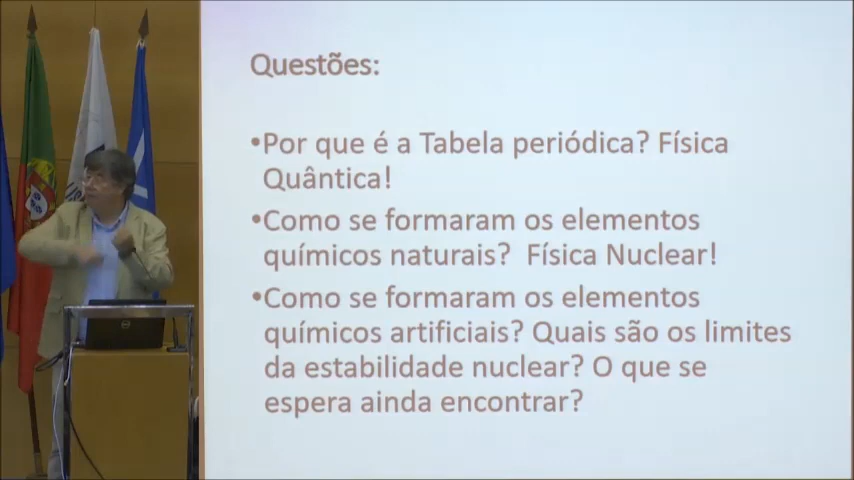 Questões:
•Por que é a Tabela periódica? Física
Quântica!
•Como se formaram os elementos
químicos naturais? Física Nuclear!
•Como se formaram os elementos
químicos artificiais? Quais são os limites
da estabilidade nuclear? O que se
espera ainda encontrar?